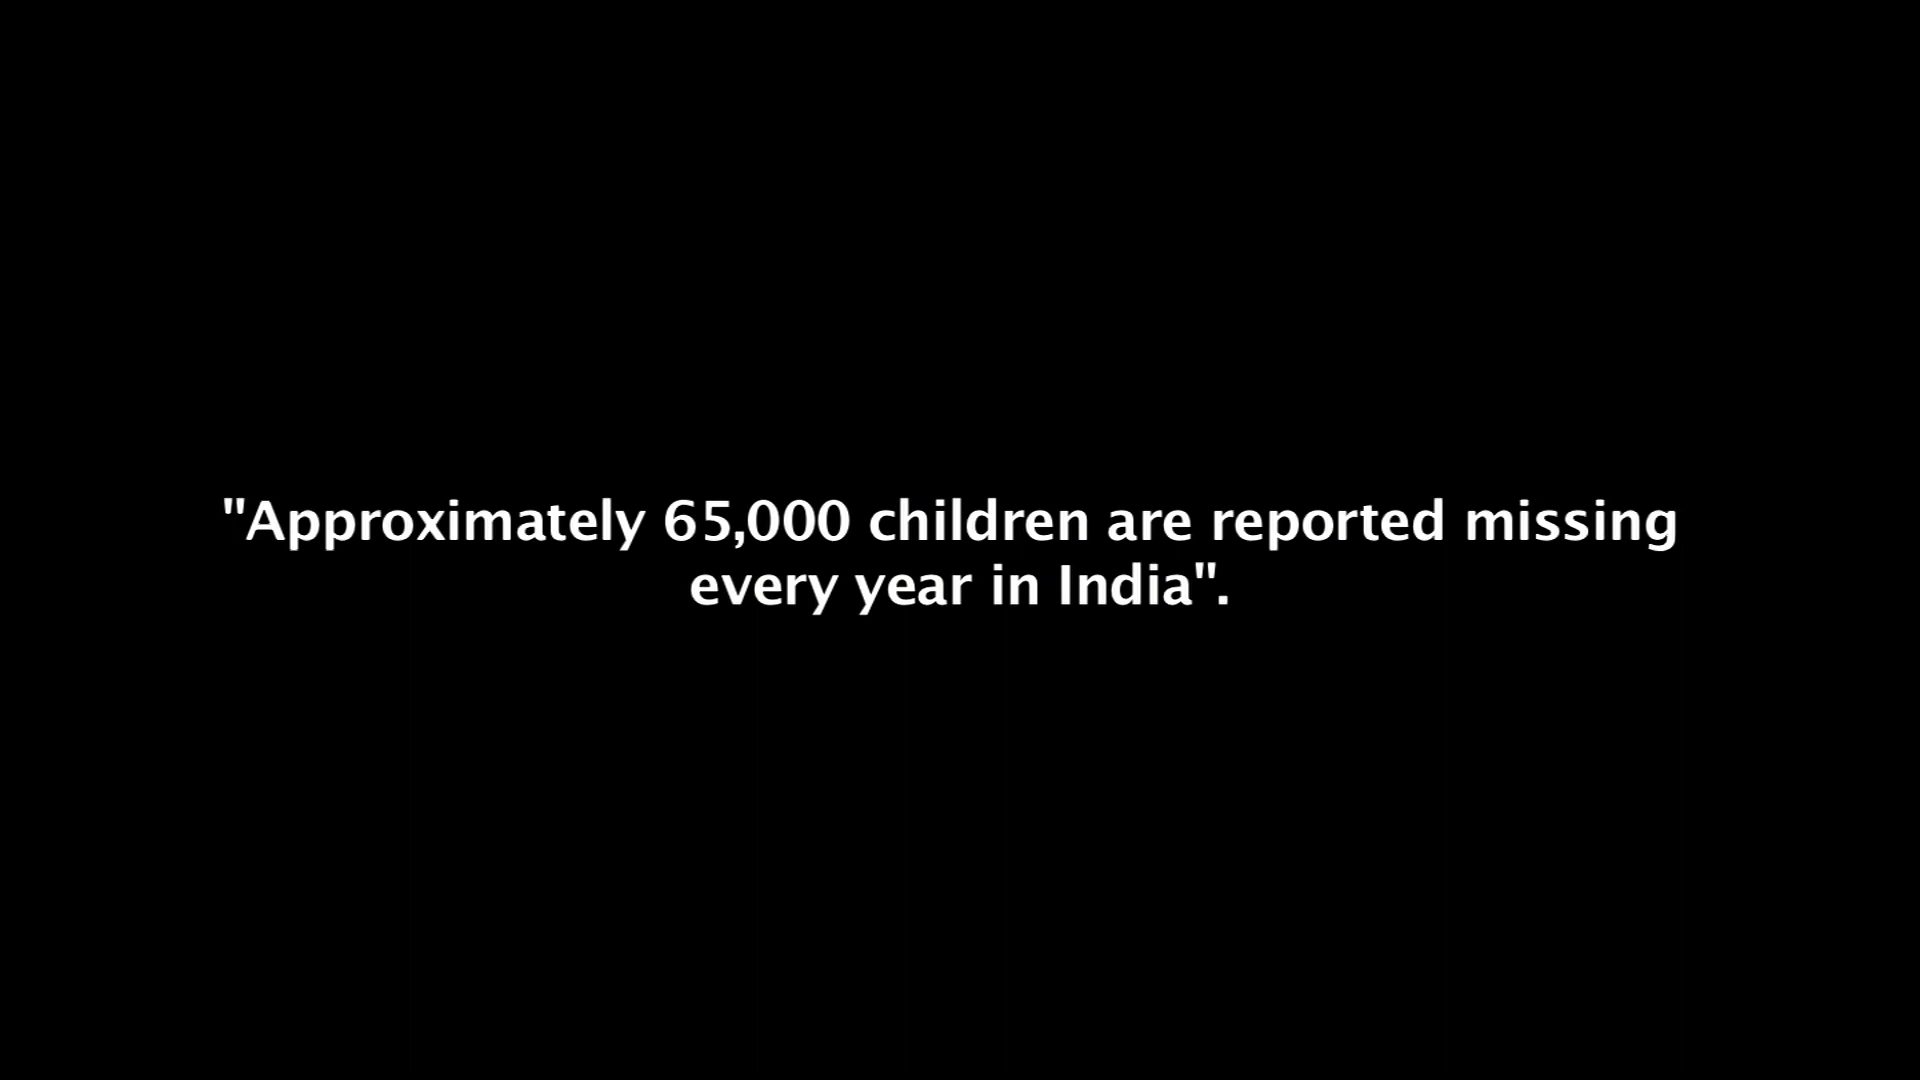 "Approximately 65,000 children are reported missing
every year in India".